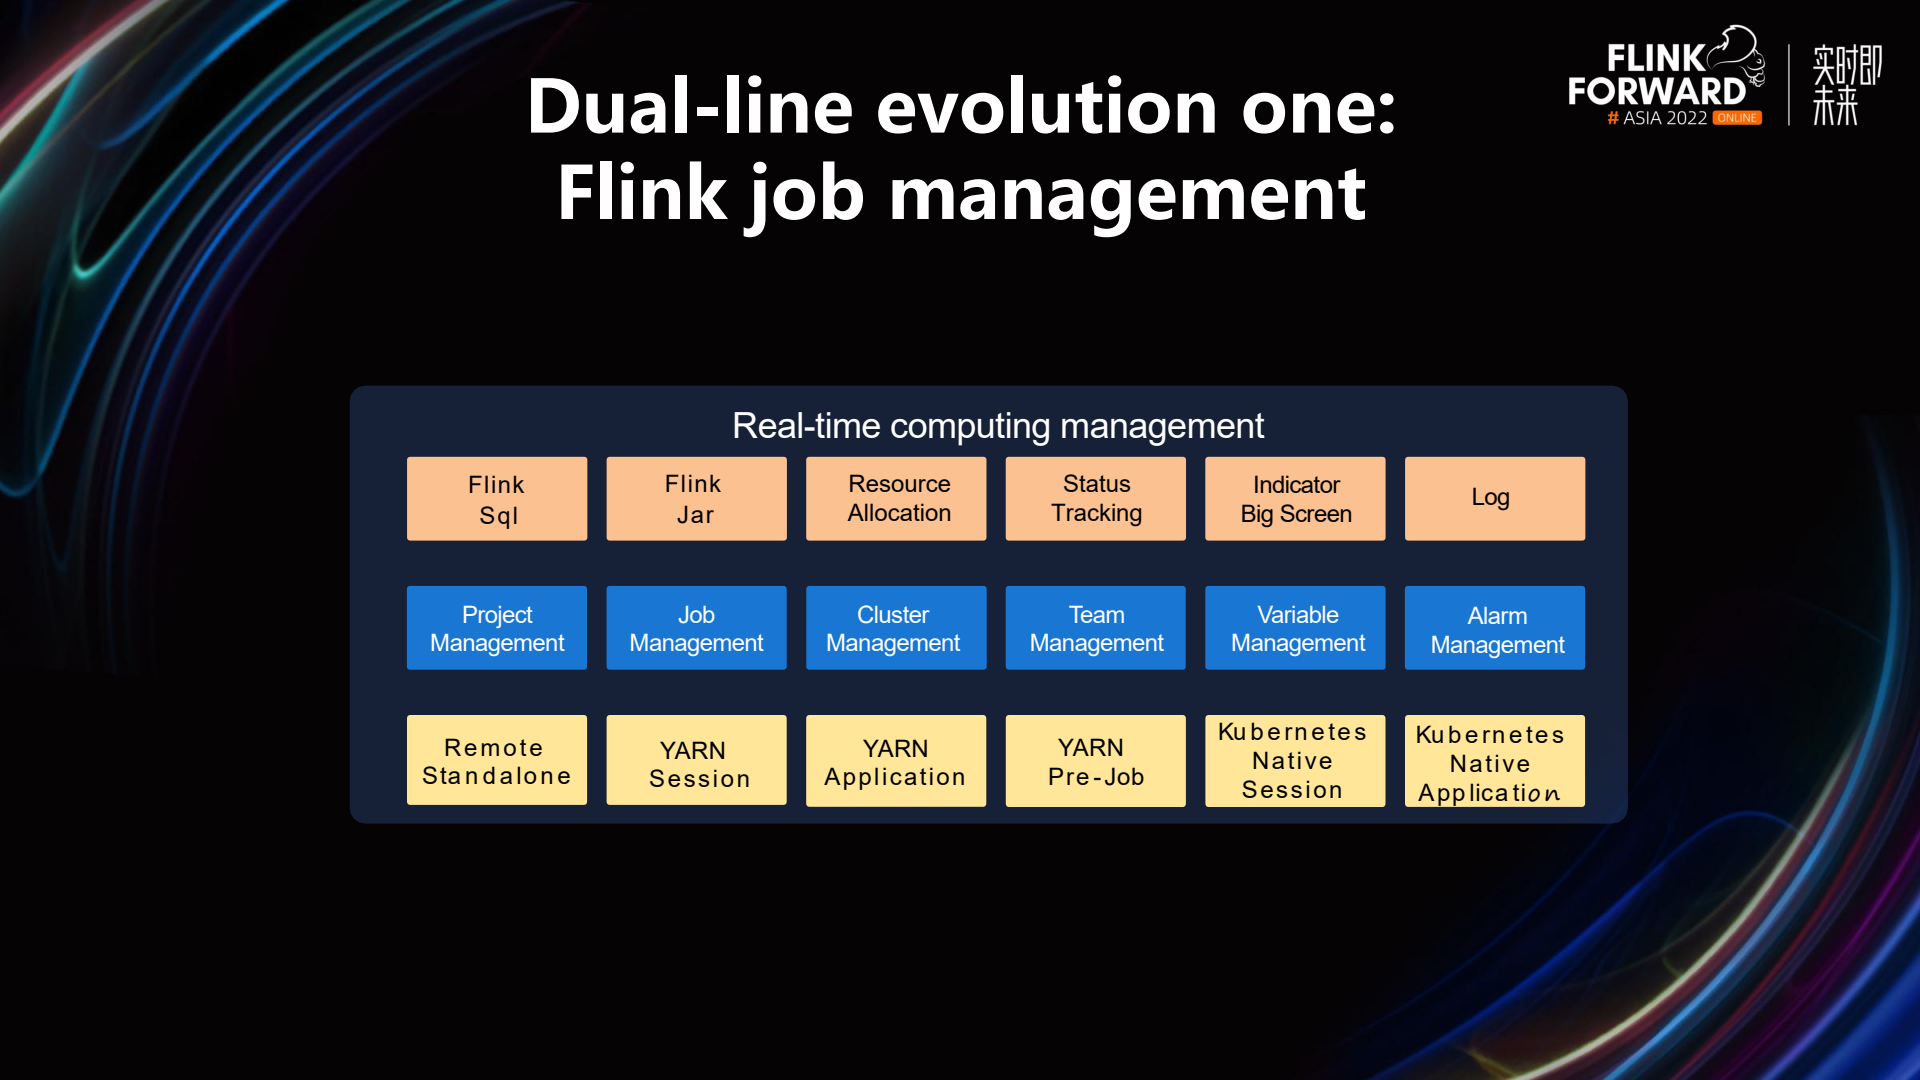 FLINK
FORWARD
# ASIA 2022 ONLINE
实时即
未来
Dual-line evolution one:
Flink job management
Real-time computing management
Flink
Sql
Flink
Jar
Resource
Allocation
Status
Tracking
Indicator
Big Screen
Log
Project
Management
Job
Management
Cluster
Management
Team
Management
Variable
Management
Alarm
Management
Remote
Standalone
YARN
Session
YARN
Application
YARN
Pre-Job
Kubernetes
Native
Session
Kubernetes
Native
Application